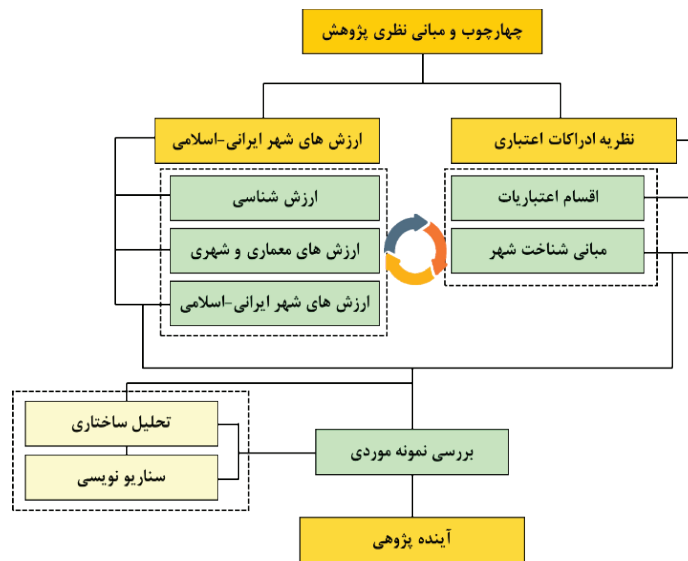 چهارچوب و مبانی نظری پژوهش
نظریه ادراکات اعتباری
اقسام اعتباریات
مبانی شناخت شهر
ارزش های شهر ایرانی-اسلامی
ارزش شناسی
ارزش های معماری و شهری
ارزش های شهر ایرانی-اسلامی
بررسی نمونه موردی
تحلیل ساختاری
سناریو نویسی
آینده پژوهی